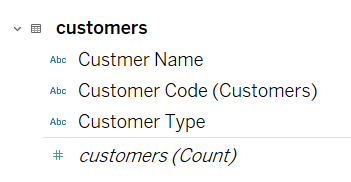 customers
Abc Custmer Name
Abc Customer Code (Customers)
Abc Customer Type
# customers (Count)